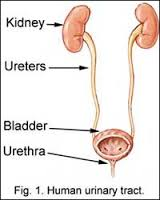 Kidney
Ureters
Bladder
Urethra
Fig. 1. Human urinary tract.